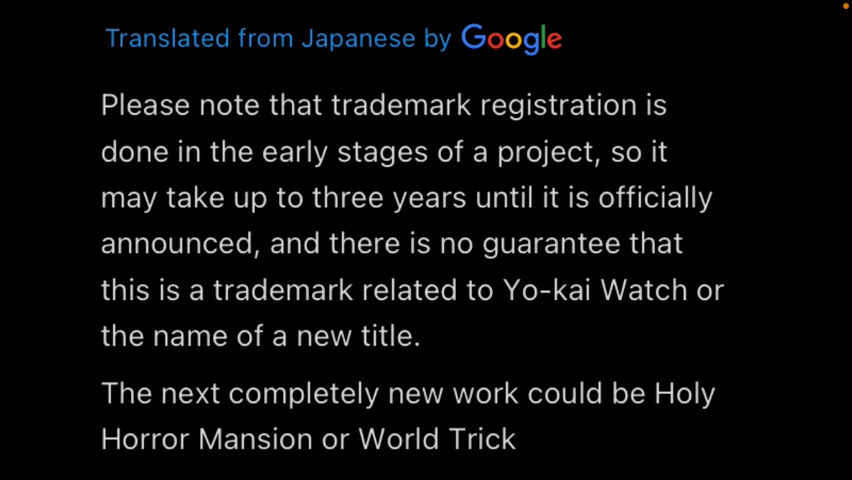 Translated from Japanese by Google
Please note that trademark registration is
done in the early stages of a project, so it
may take up to three years until it is officially
announced, and there is no guarantee that
this is a trademark related to Yo-kai Watch or
the name of a new title.
The next completely new work could be Holy
Horror Mansion or World Trick